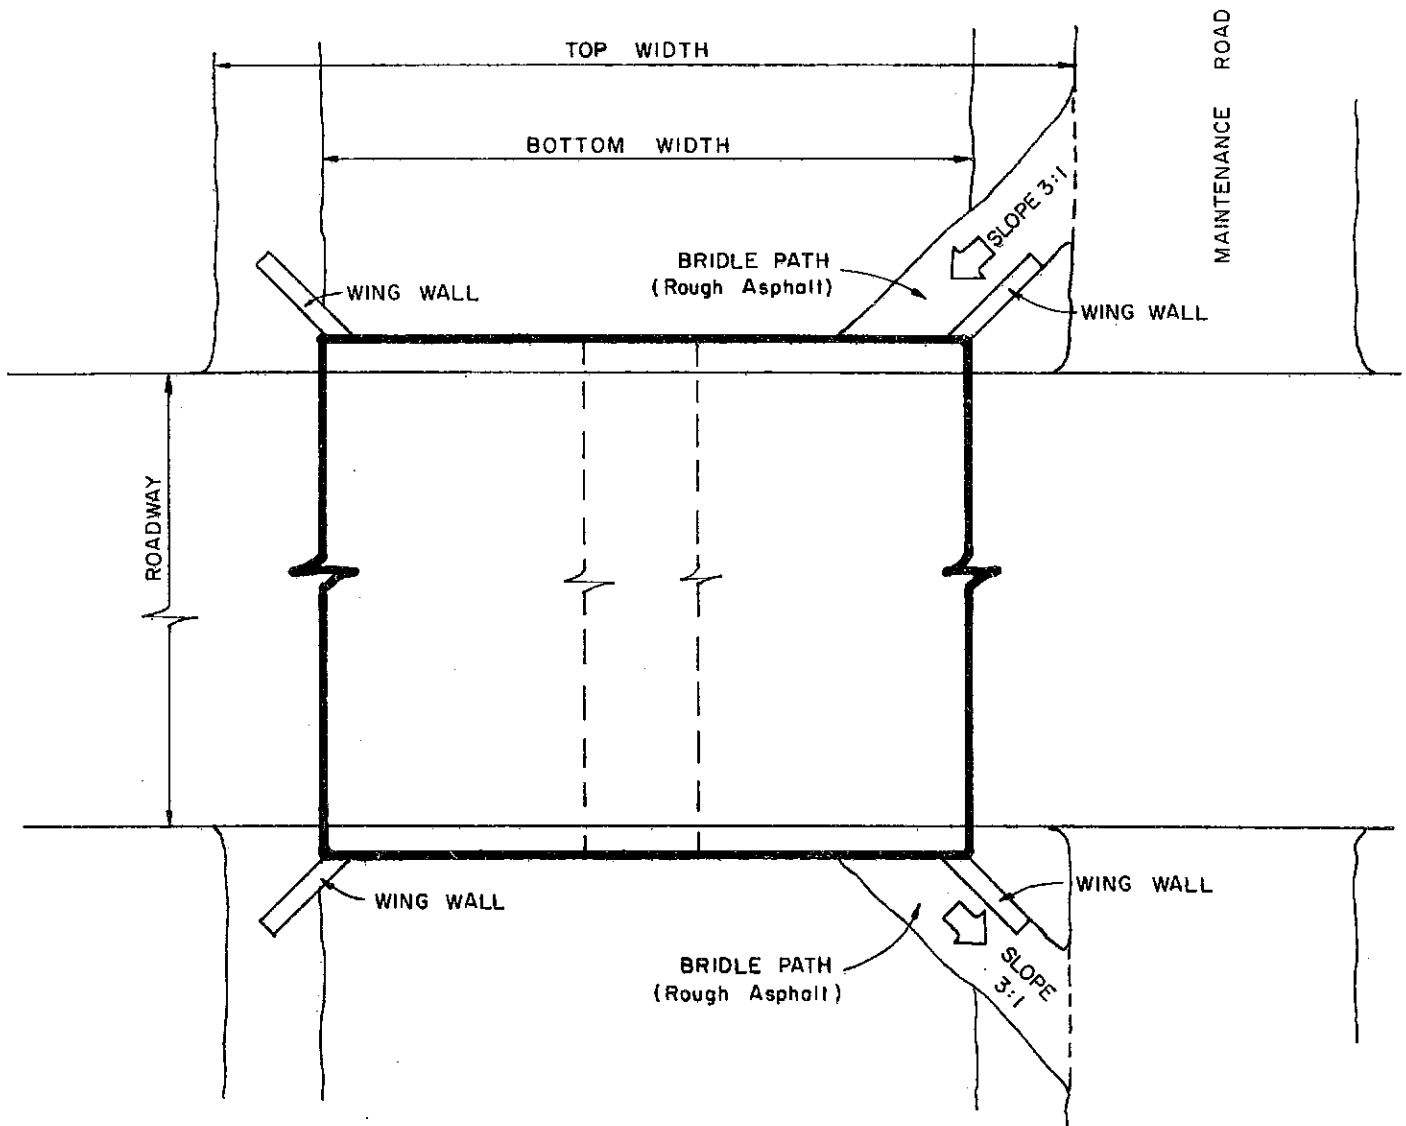 TOP WIDTH
MAINTENANCE ROAD
BOTTOM WIDTH
SLOPE 3:1
BRIDLE PATH
(Rough Asphalt)
WING WALL
WING WALL
ROADWAY
WING WALL
WING WALL
BRIDLE PATH
(Rough Asphalt)
SLOPE
3:1